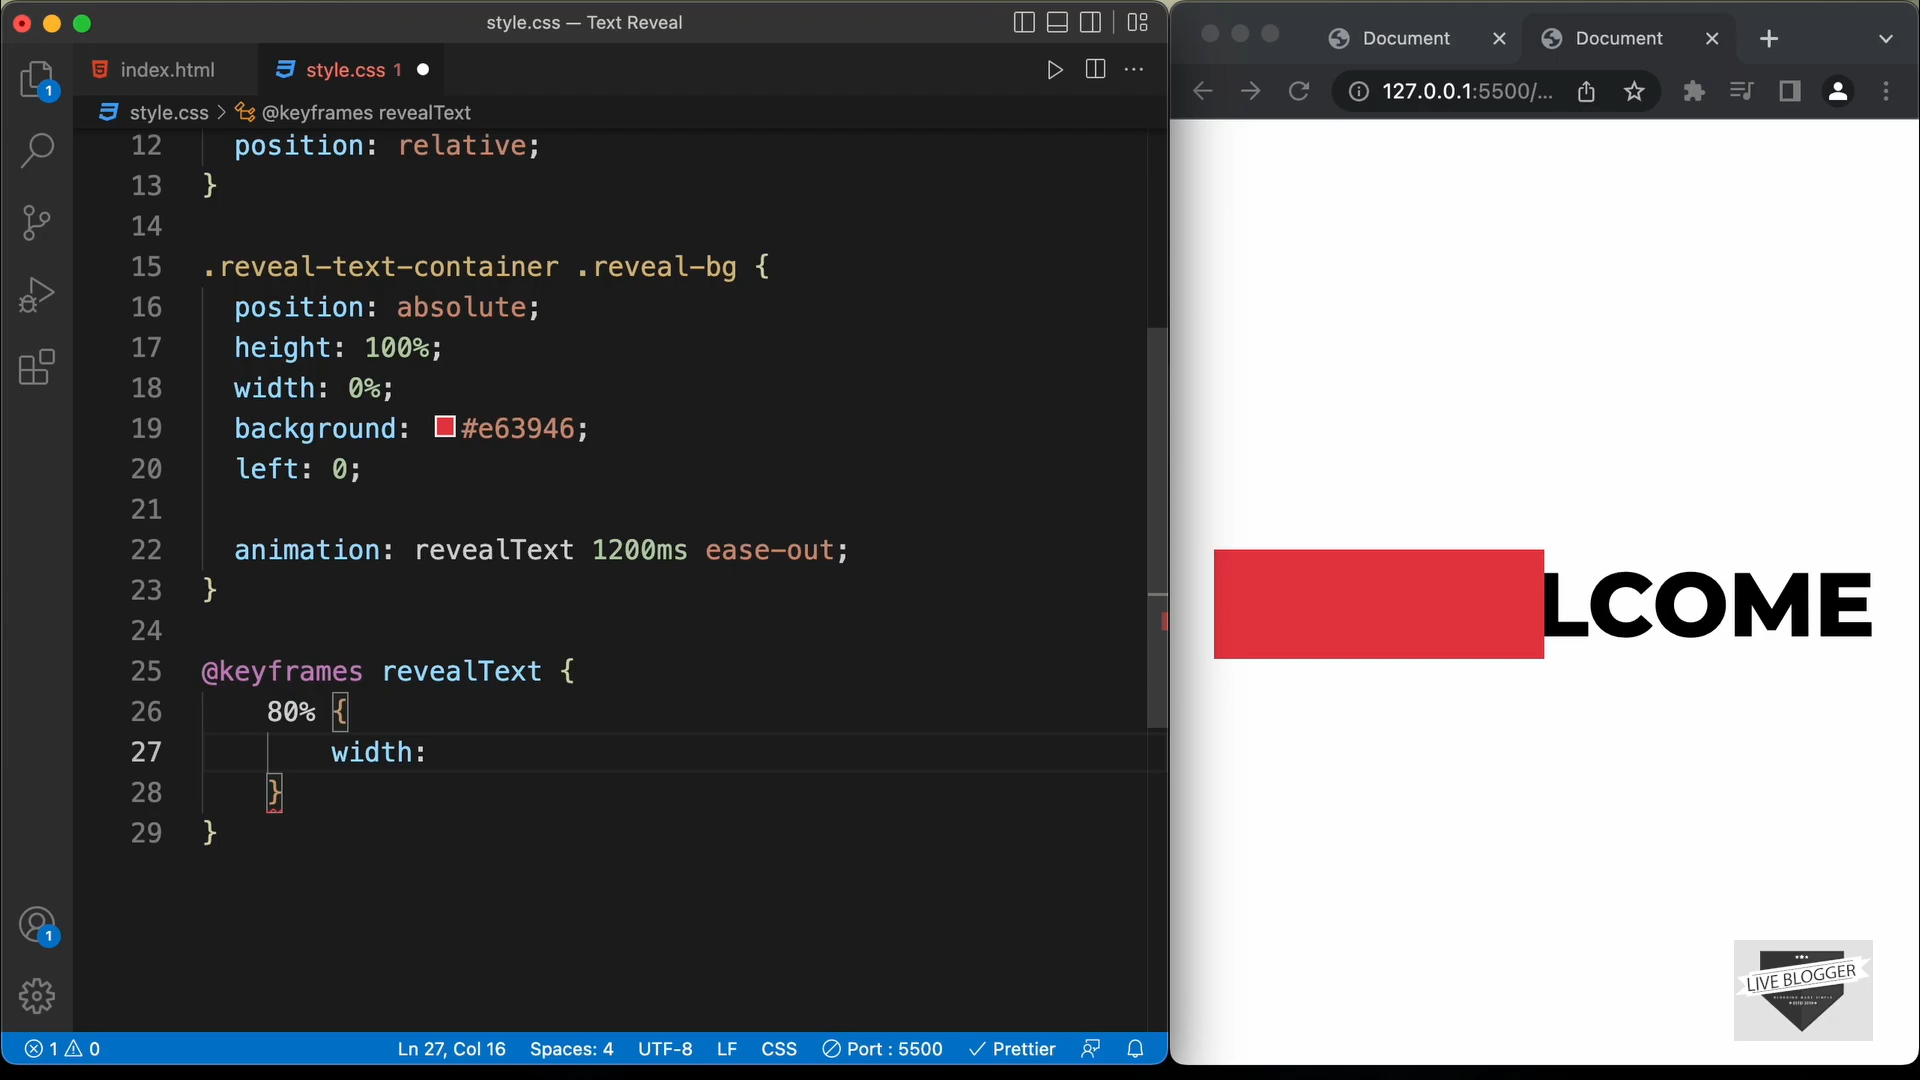 style.css — Text Reveal
index.html
style.css 1
style.css > @keyframes revealText
12 position: relative;
13 }
14
15 .reveal-text-container .reveal-bg {
16 position: absolute;
17 height: 100%;
18 width: 0%;
19 background: #e63946;
20 left: 0;
21
22 animation: revealText 1200ms ease-out;
23 }
24
25 @keyframes revealText {
26 80% {
27 width:
28 }
29 }
1
1
1 0 Ln 27, Col 16 Spaces: 4 UTF-8 LF CSS Port : 5500 Prettier
Document
Document
127.0.0.1:5500/...
LCOME
LIVE BLOGGER